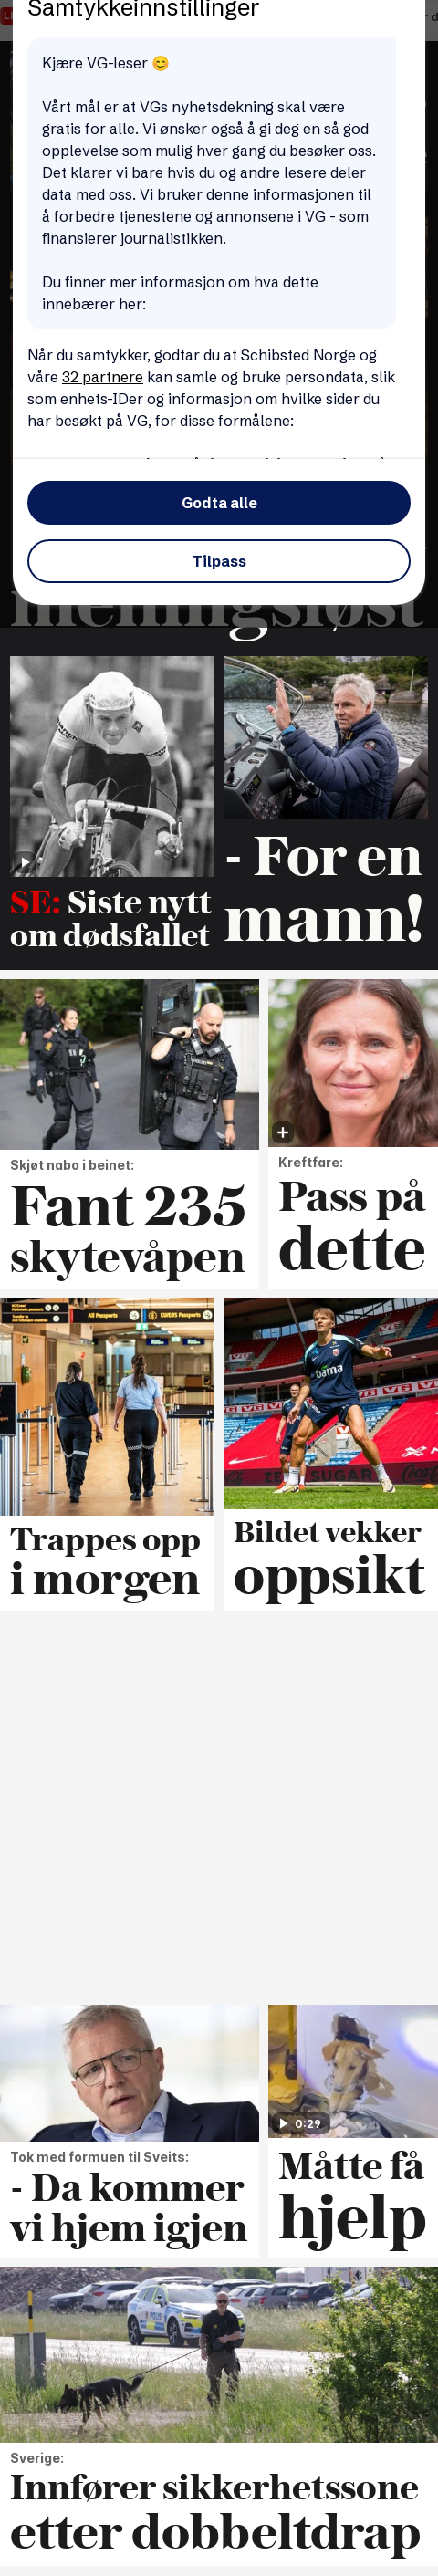 Samtykkeinnstillinger
Kjære VG-leser 😊
Vårt mål er at VGs nyhetsdekning skal være
gratis for alle. Vi ønsker også å gi deg en så god
opplevelse som mulig hver gang du besøker oss.
Det klarer vi bare hvis du og andre lesere deler
data med oss. Vi bruker denne informasjonen til
å forbedre tjenestene og annonsene i VG - som
finansierer journalistikken.
Du finner mer informasjon om hva dette
innebærer her:
Når du samtykker, godtar du at Schibsted Norge og
våre 32 partnere kan samle og bruke persondata, slik
som enhets-IDer og informasjon om hvilke sider du
har besøkt på VG, for disse formålene:
Godta alle
Tilpass
meningsløst
SE: Siste nytt
om dødsfallet
- For en
mann!
Skjøt nabo i beinet:
Fant 235
skytevåpen
Kreftfare:
Pass på
dette
All Passports
Trappes opp
i morgen
VG
bama
ZERO SUGAR
Bildet vekker
oppsikt
Tok med formuen til Sveits:
- Da kommer
vi hjem igjen
0:29
Måtte få
hjelp
Sverige:
Innfører sikkerhetssone
etter dobbeltdrap